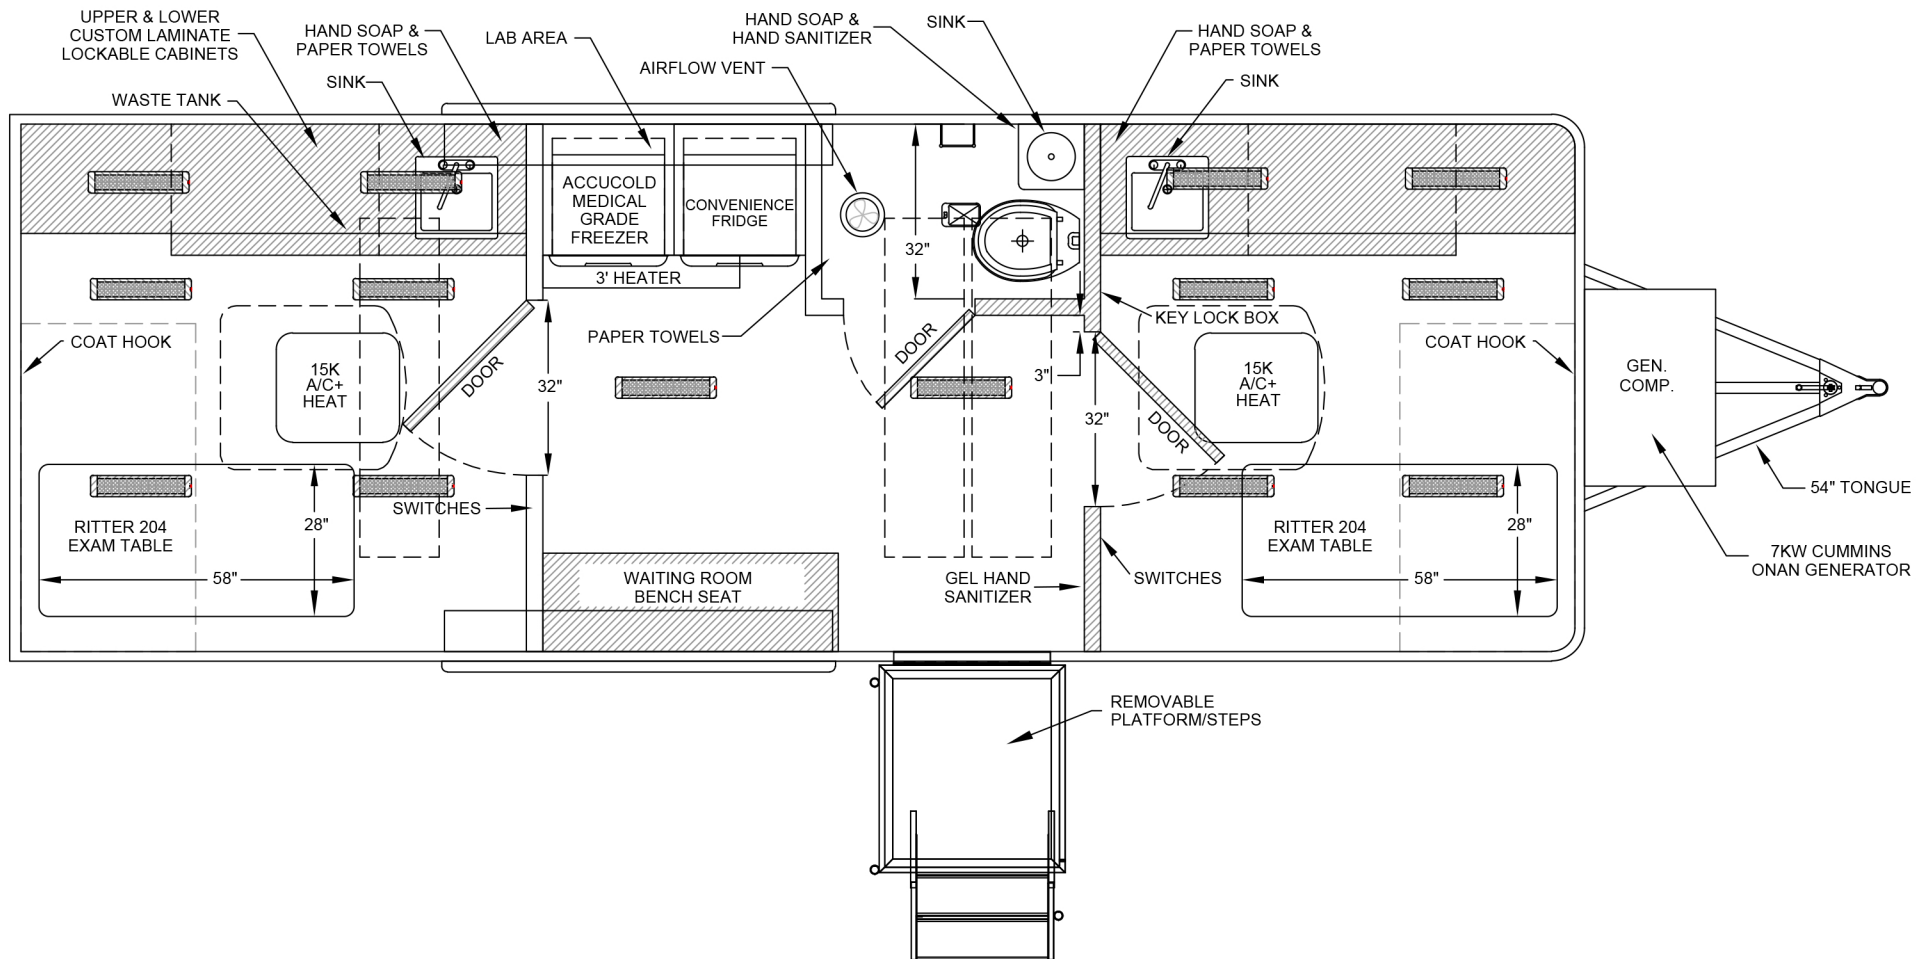 UPPER & LOWER
CUSTOM LAMINATE
LOCKABLE CABINETS
HAND SOAP &
PAPER TOWELS
LAB AREA
HAND SOAP &
HAND SANITIZER
SINK
HAND SOAP &
PAPER TOWELS
AIRFLOW VENT
SINK
SINK
WASTE TANK
ACCUCOLD
MEDICAL
GRADE
FREEZER
CONVENIENCE
FRIDGE
32"
3' HEATER
KEY LOCK BOX
PAPER TOWELS
COAT HOOK
COAT HOOK
15K
A/C+
HEAT
DOOR
32"
DOOR
3"
32"
DOOR
15K
A/C+
HEAT
GEN.
COMP.
SWITCHES
54" TONGUE
RITTER 204
EXAM TABLE
28"
58"
WAITING ROOM
BENCH SEAT
GEL HAND
SANITIZER
SWITCHES
RITTER 204
EXAM TABLE
28"
58"
7KW CUMMINS
ONAN GENERATOR
REMOVABLE
PLATFORM/STEPS